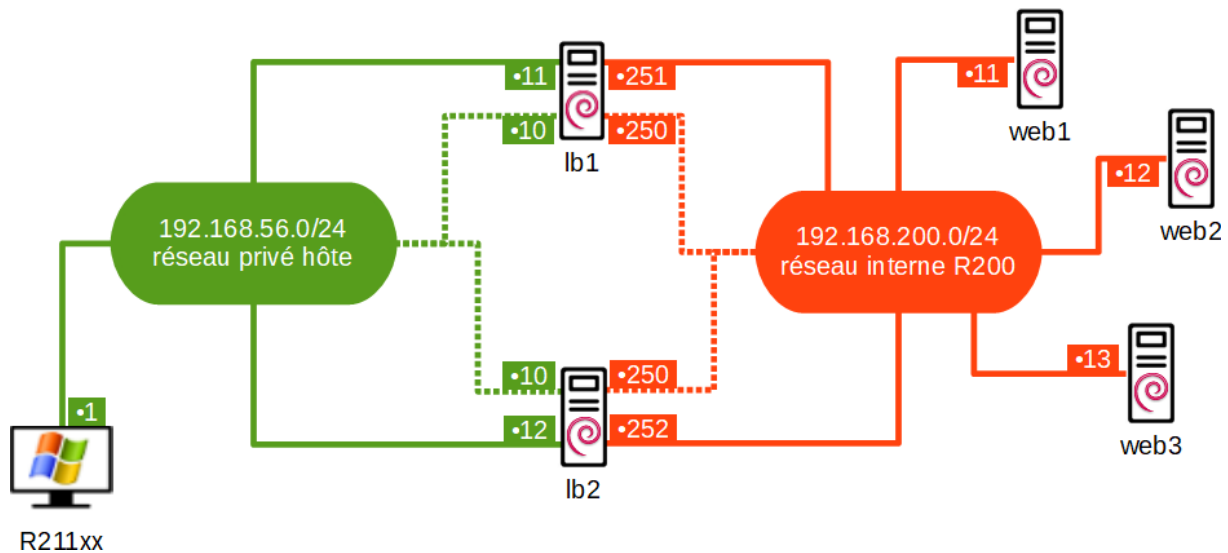 •11
•251
•10
•250
lb1
•11
web1
•12
web2
192.168.56.0/24
réseau privé hôte
192.168.200.0/24
réseau interne R200
•10
•250
•12
•252
lb2
•13
web3
•1
R211xx